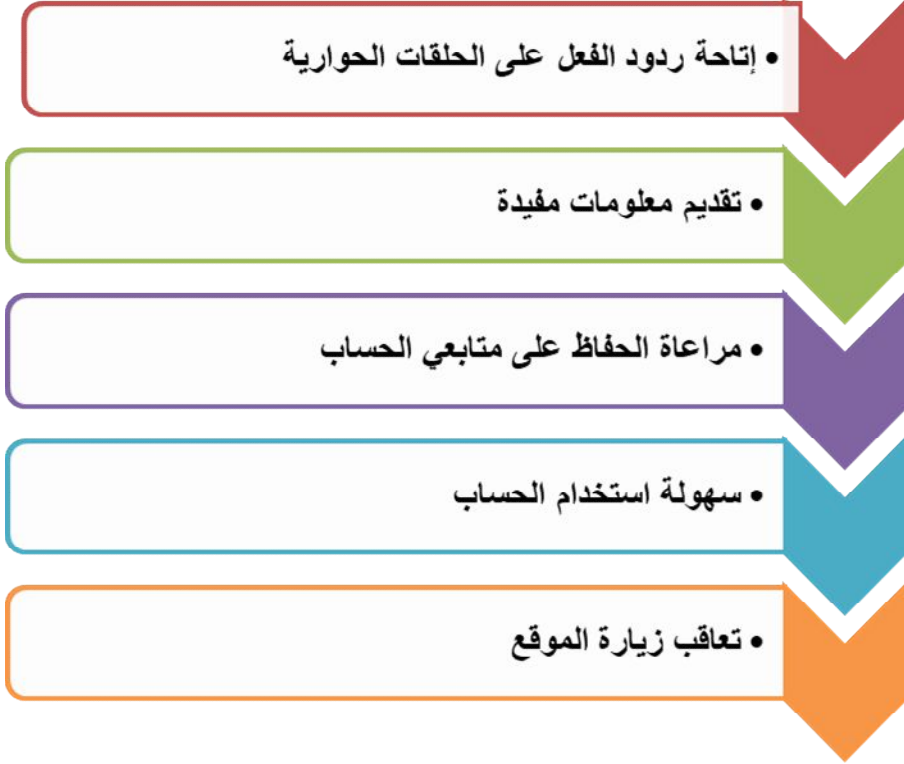 • إتاحة ردود الفعل على الحلقات الحوارية
• تقديم معلومات مفيدة
• مراعاة الحفاظ على متابعي الحساب
• سهولة استخدام الحساب
• تعاقب زيارة الموقع